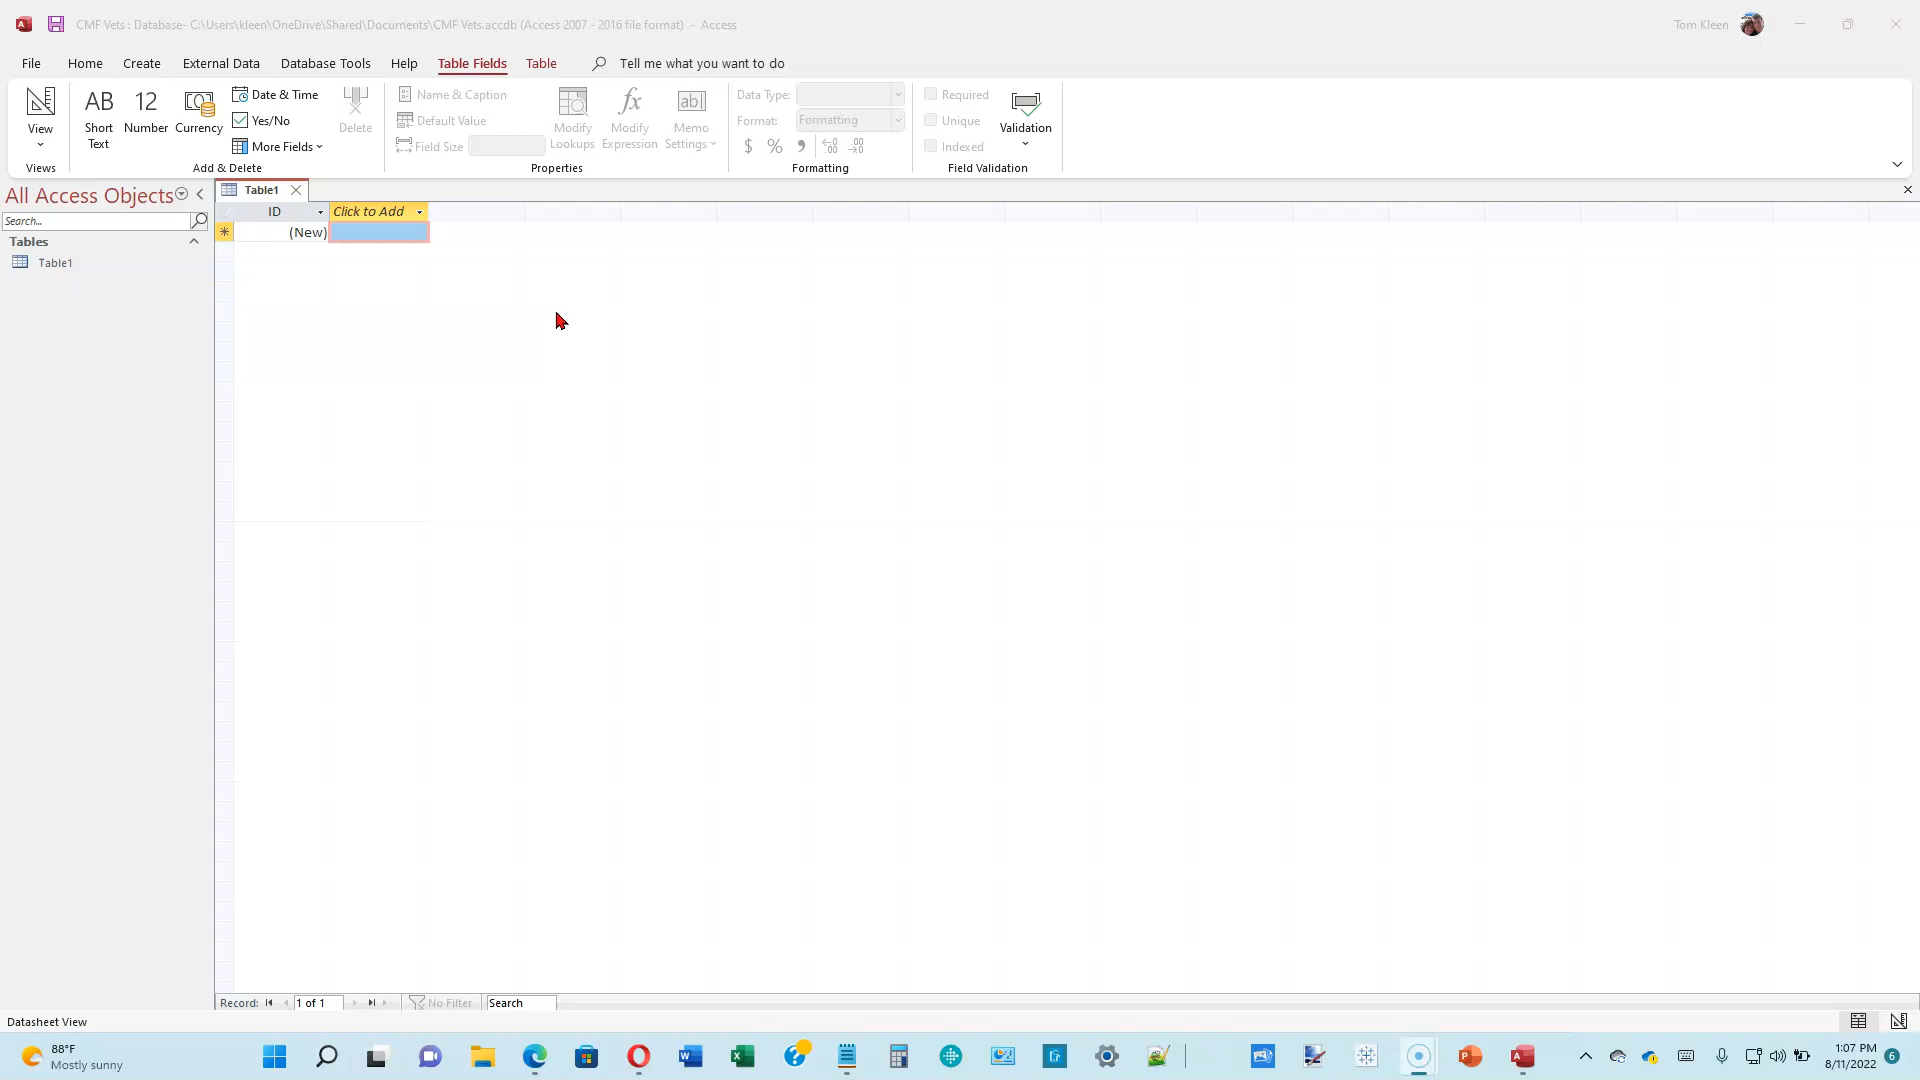 CMF Vets : Database- C:\Users\kleen\OneDrive\Shared\Documents\CMF Vets.accdb (Access 2007 - 2016 file format) - Access
Tom Kleen
File
Home
Create
External Data
Database Tools
Help
Table Fields
Table
Tell me what you want to do
View
Views
AB
Short
Text
12
Number
Currency
Date & Time
Yes/No
More Fields
Delete
Add & Delete
Name & Caption
Default Value
Field Size
Modify
Lookups
fx
Modify
Expression
ab|
Memo
Settings
Properties
Data Type:
Format: Formatting
$ % ,
Formatting
Required
Unique
Indexed
Validation
Field Validation
All Access Objects
Search...
Tables
Table1
Table1
ID
Click to Add
(New)
Record:
1 of 1
No Filter
Search
Datasheet View
88°F
Mostly sunny
1:07 PM
8/11/2022
6